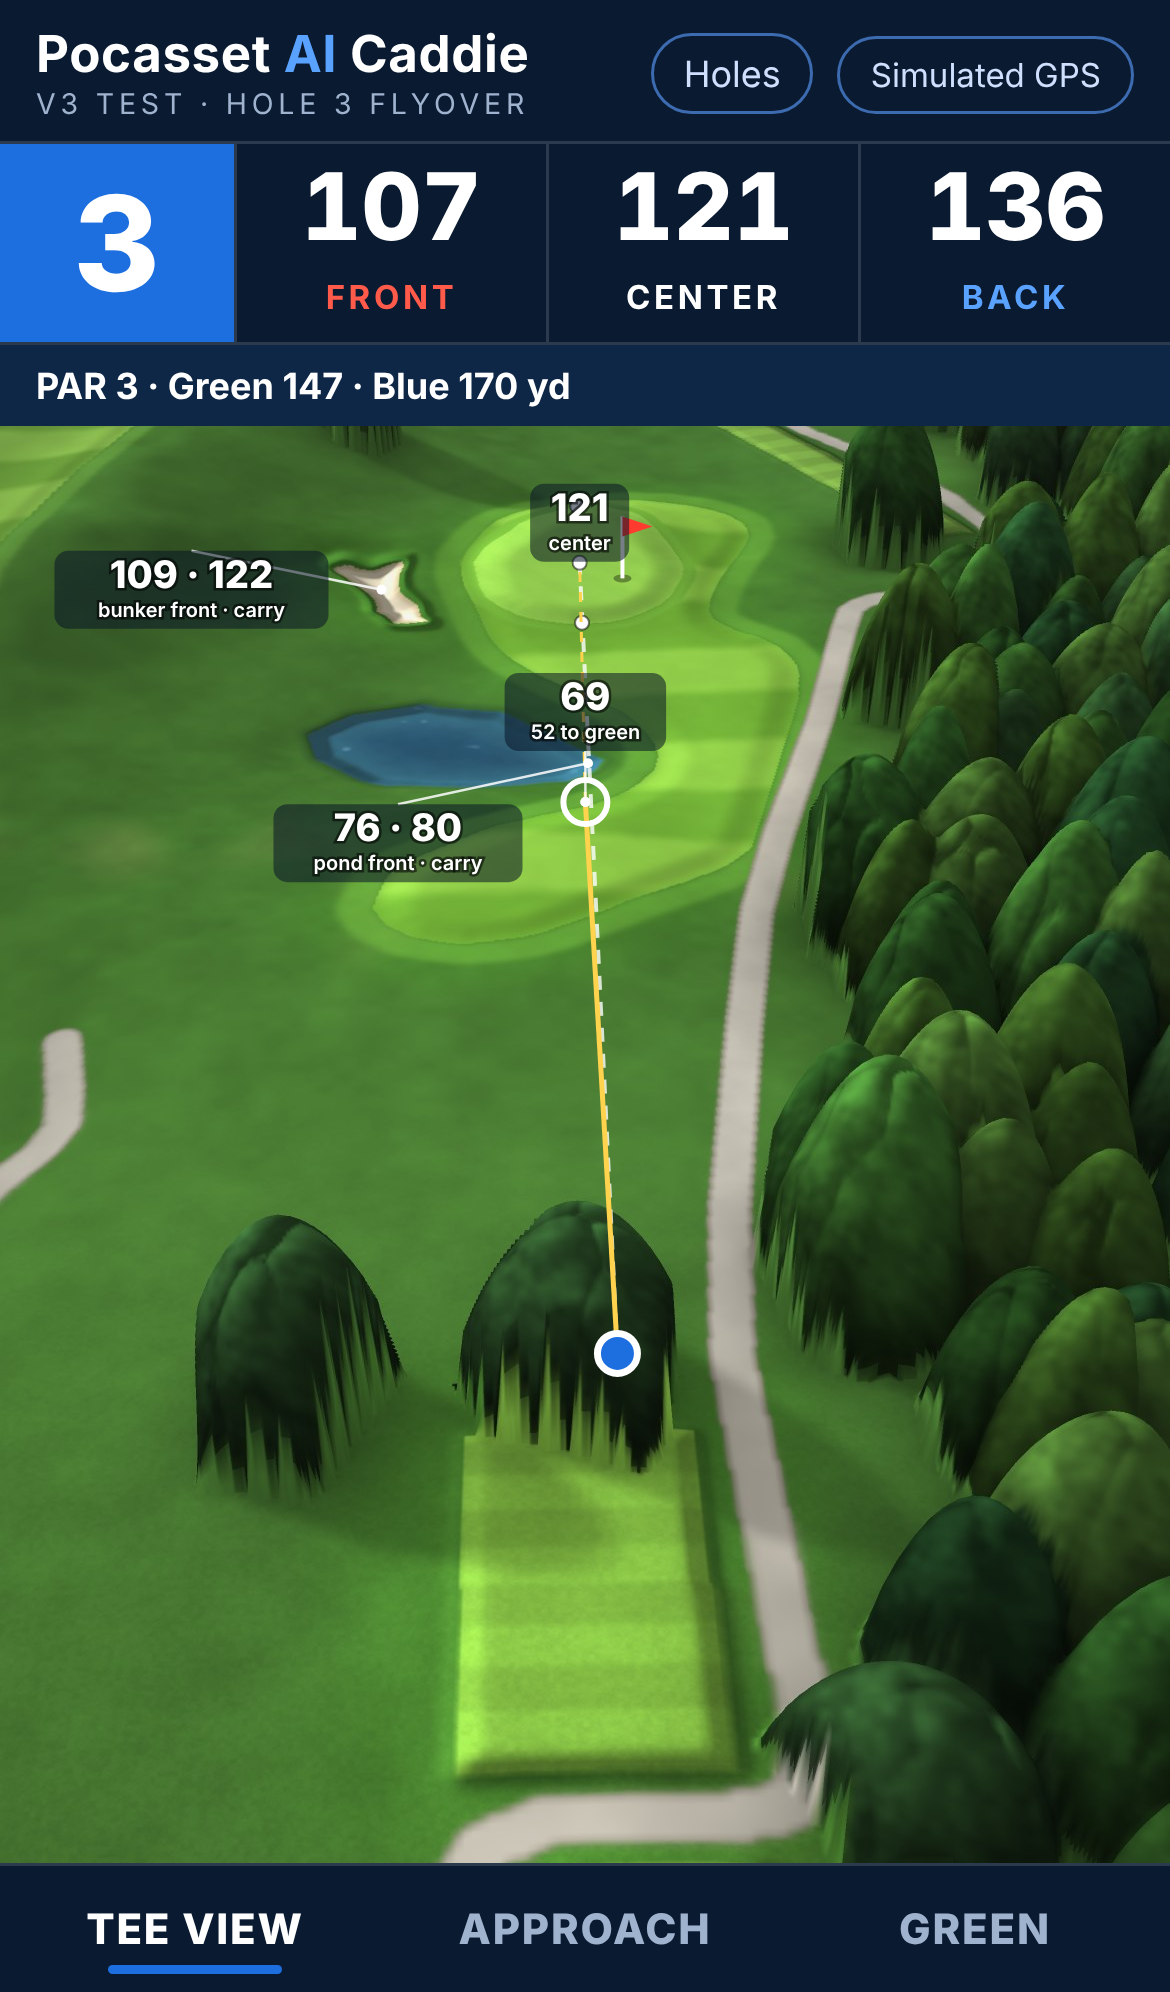 Pocasset AI Caddie
V3 TEST · HOLE 3 FLYOVER
Holes
Simulated GPS
3
107
FRONT
121
CENTER
136
BACK
PAR 3 · Green 147 · Blue 170 yd
121
center
109 · 122
bunker front · carry
69
52 to green
76 · 80
pond front · carry
TEE VIEW
APPROACH
GREEN